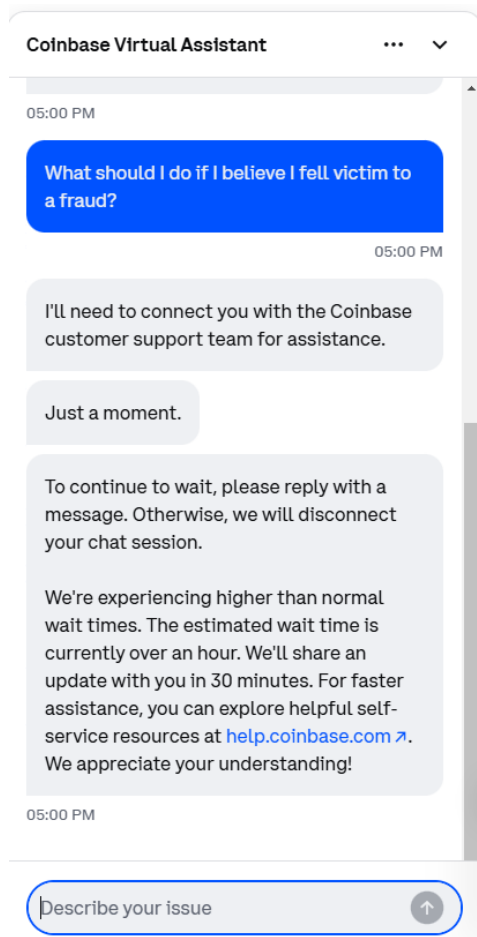 Coinbase Virtual Assistant
05:00 PM
What should I do if I believe I fell victim to
a fraud?
05:00 PM
I'll need to connect you with the Coinbase
customer support team for assistance.
Just a moment.
To continue to wait, please reply with a
message. Otherwise, we will disconnect
your chat session.
We're experiencing higher than normal
wait times. The estimated wait time is
currently over an hour. We'll share an
update with you in 30 minutes. For faster
assistance, you can explore helpful self-
service resources at help.coinbase.com↗.
We appreciate your understanding!
05:00 PM
Describe your issue